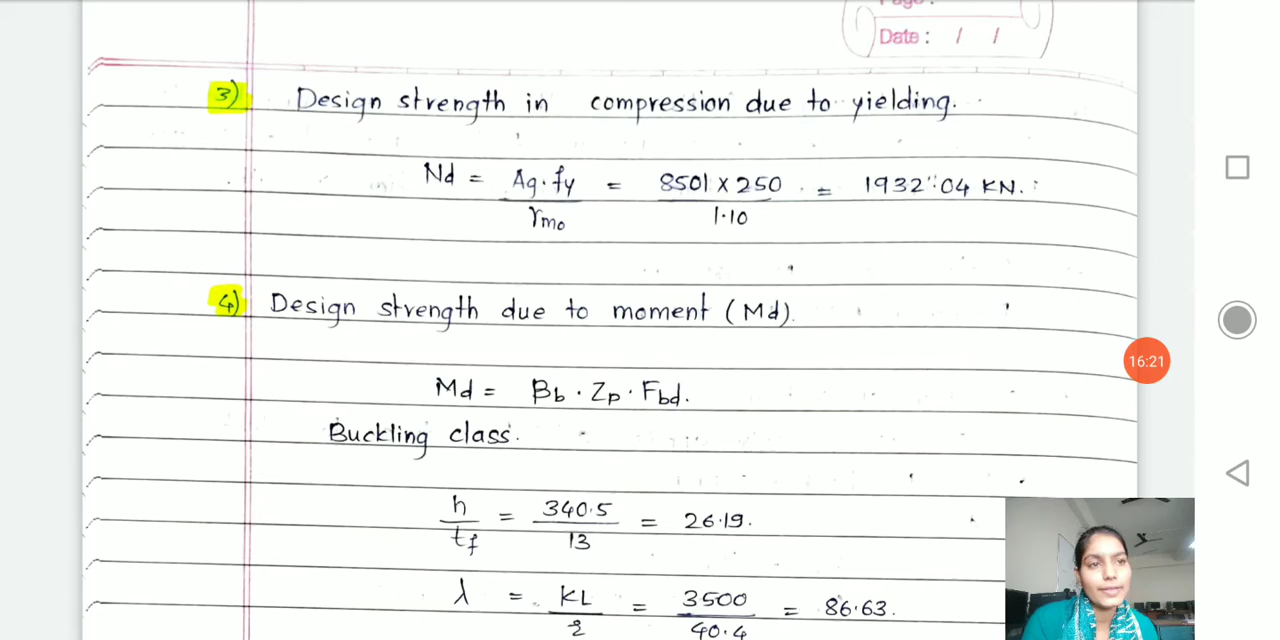 Date : / /
3) Design strength in compression due to yielding.
Nd = Ag.fy / γmo = 8501 X 250 / 1.10 = 1932.04 KN.
4) Design strength due to moment (Md).
Md = Bb . Zp . Fbd.
Buckling class.
h / tf = 340.5 / 13 = 26.19.
λ = KL / r = 3500 / 40.4 = 86.63.
16:21